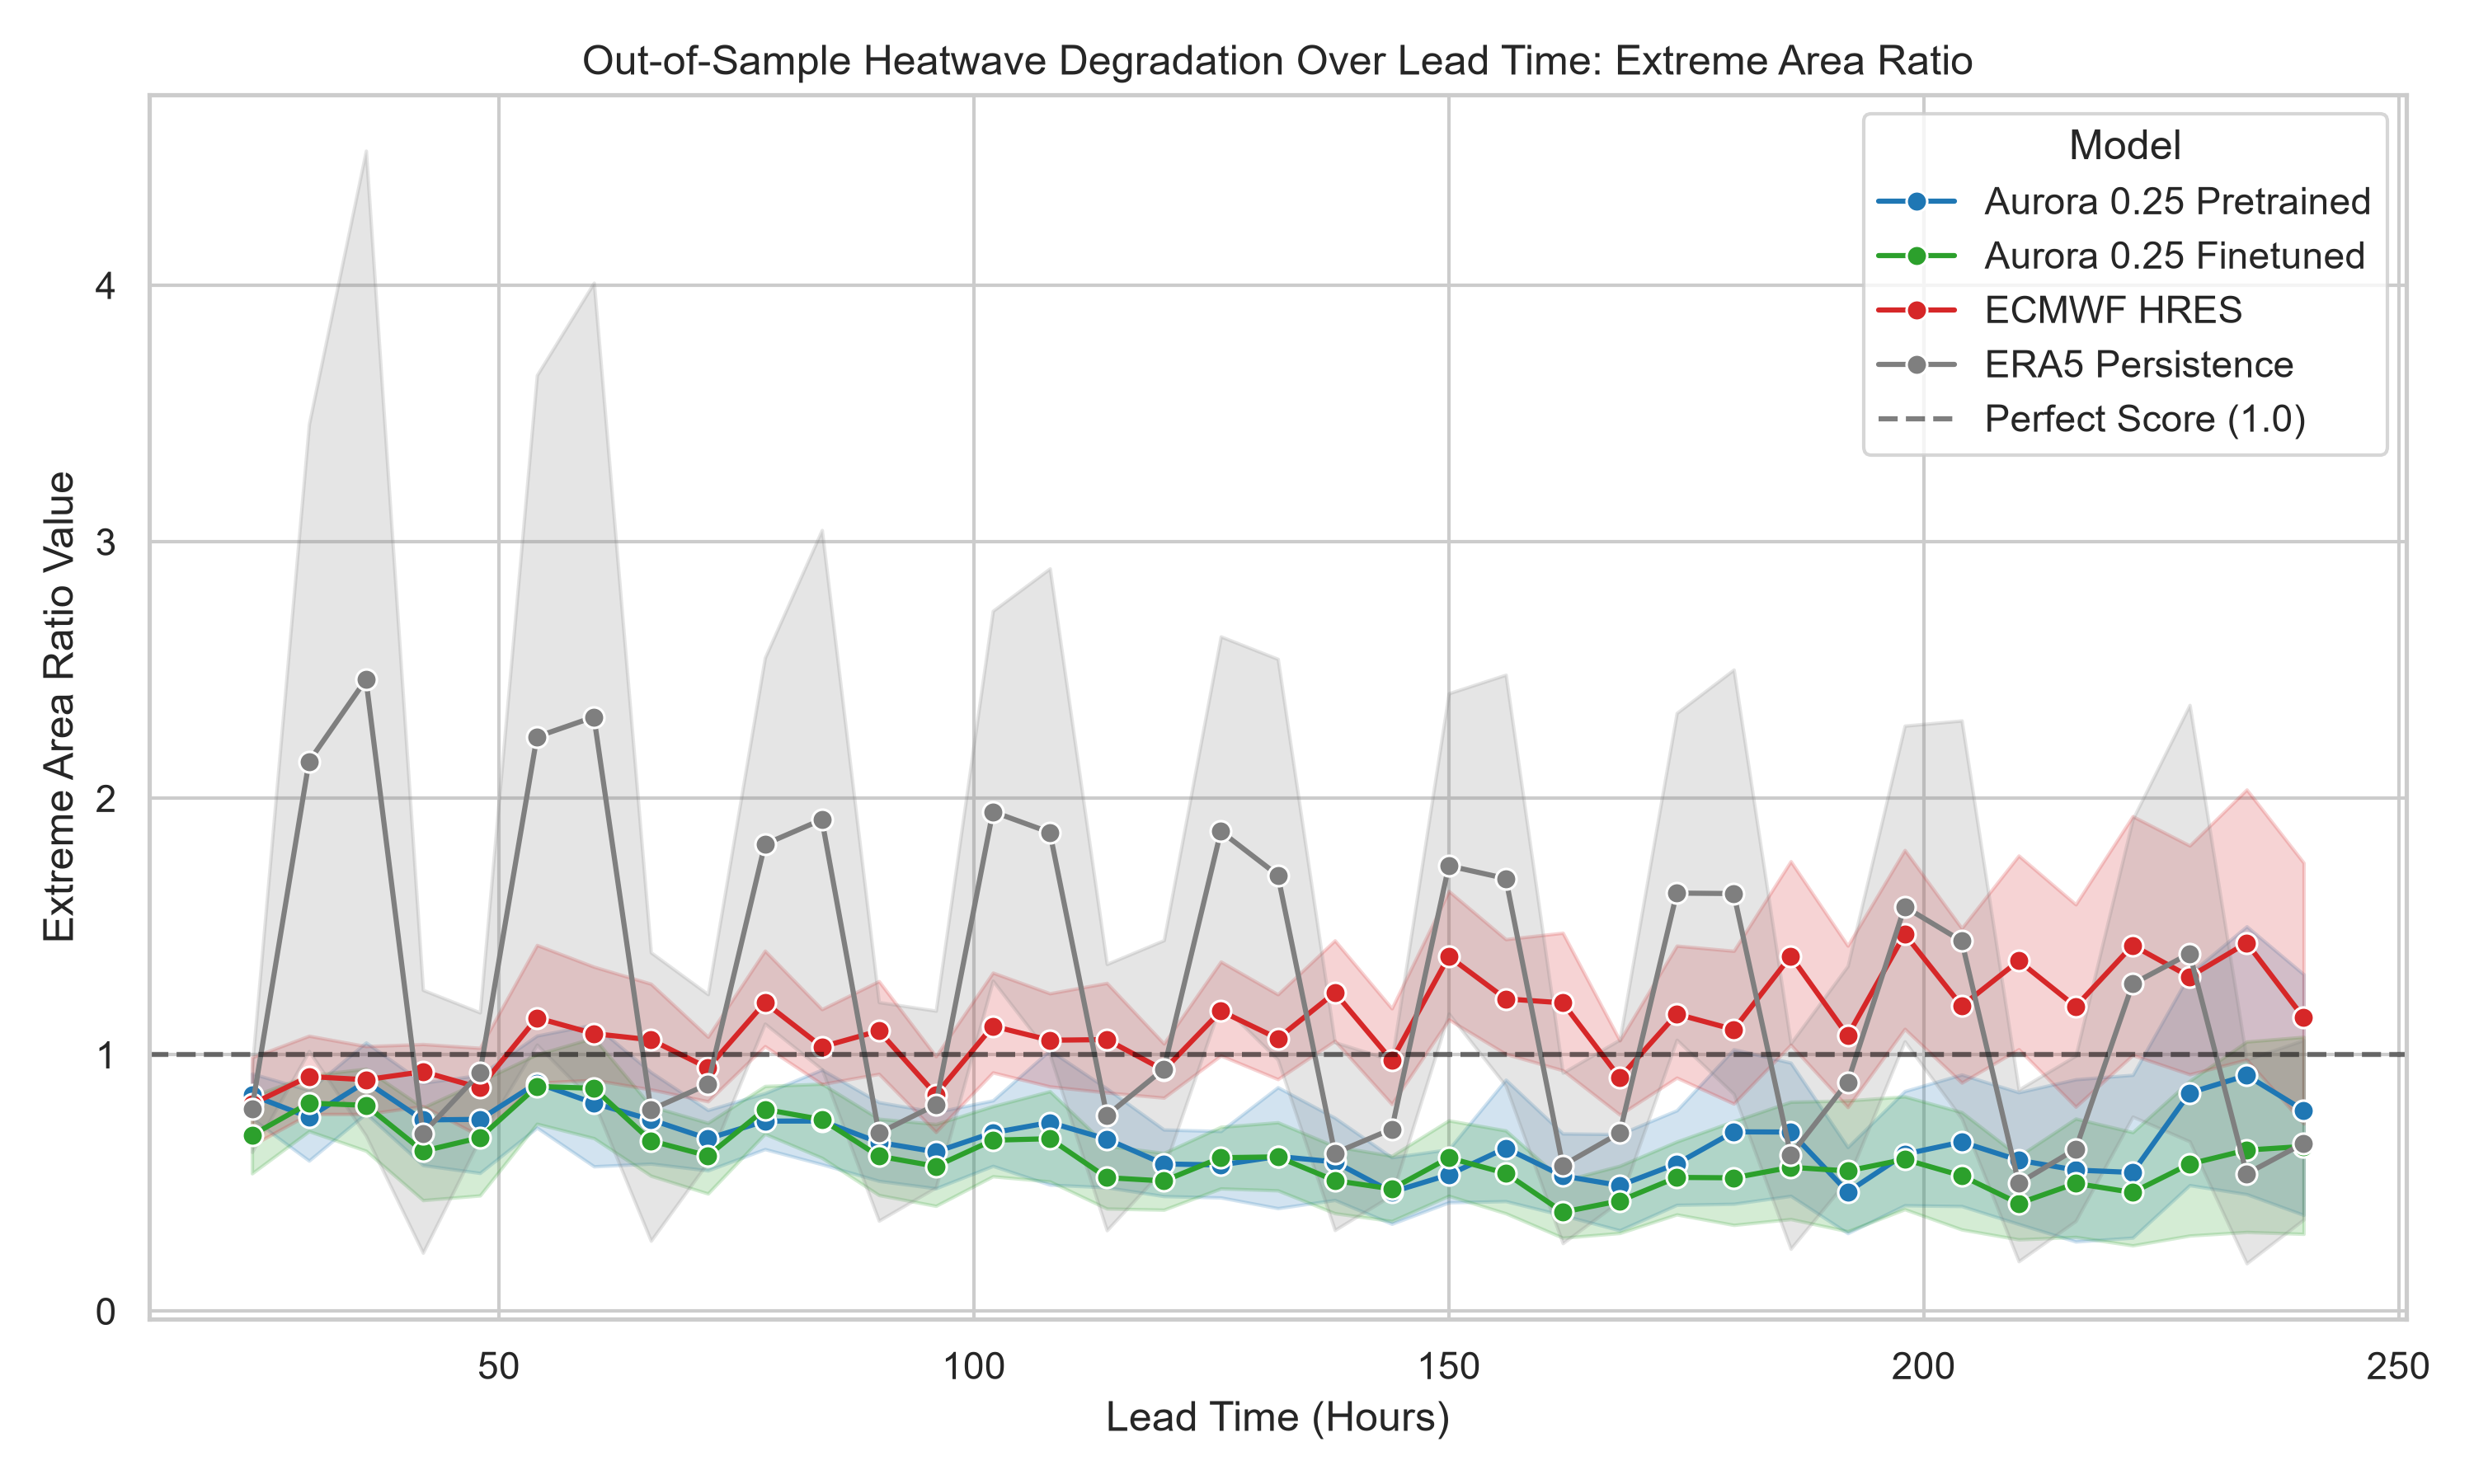 Out-of-Sample Heatwave Degradation Over Lead Time: Extreme Area Ratio
Model
Aurora 0.25 Pretrained
Aurora 0.25 Finetuned
ECMWF HRES
ERA5 Persistence
Perfect Score (1.0)
Extreme Area Ratio Value
4
3
2
1
0
50
100
150
200
250
Lead Time (Hours)